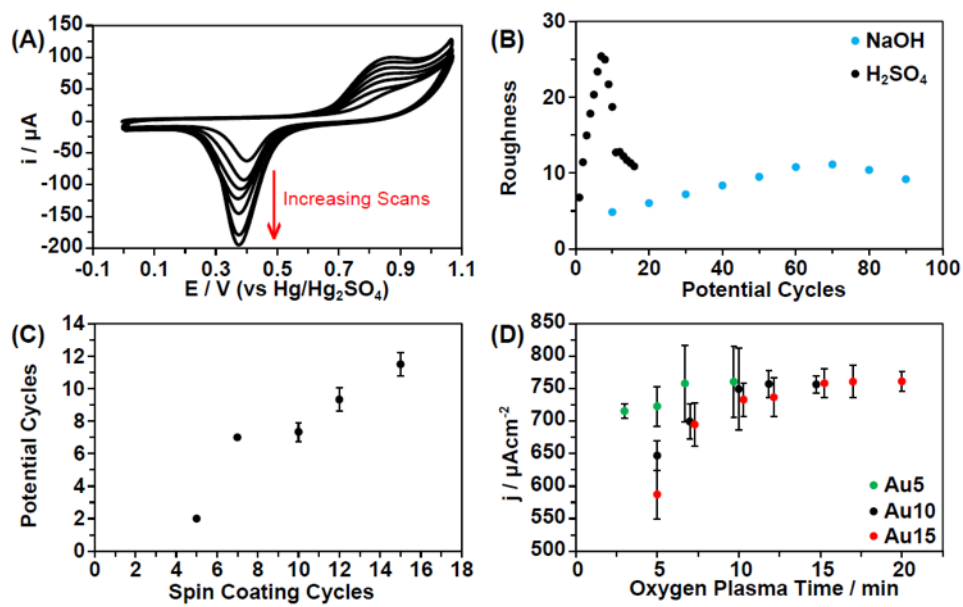 (A)
150
100
50
0
-50
-100
-150
-200
i / µA
-0.1 0.1 0.3 0.5 0.7 0.9 1.1
E / V (vs Hg/Hg2SO4)
Increasing Scans
(B)
30
20
10
0
Roughness
0 20 40 60 80 100
Potential Cycles
NaOH
H2SO4
(C)
14
12
10
8
6
4
2
0
Potential Cycles
0 2 4 6 8 10 12 14 16 18
Spin Coating Cycles
(D)
850
800
750
700
650
600
550
500
j / µAcm-2
0 5 10 15 20
Oxygen Plasma Time / min
Au5
Au10
Au15